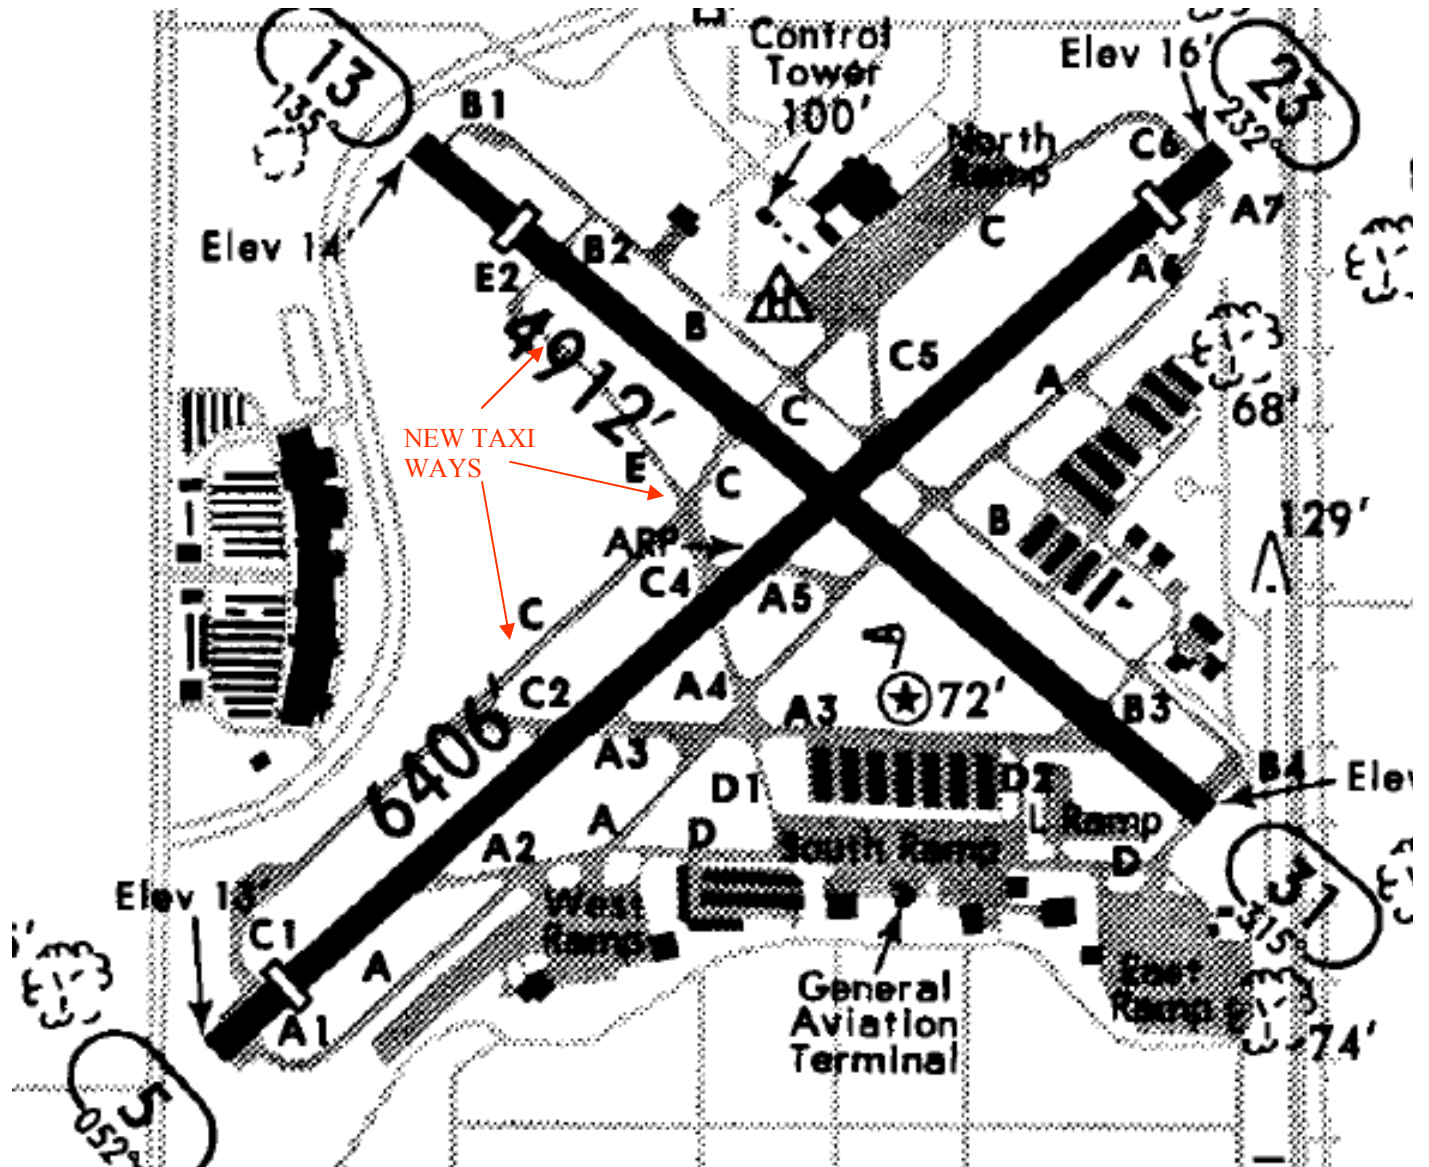 Control
Tower
100'
Elev 16'
13
135°
B1
23
232°
North
Ramp
C6
A7
Elev 14'
B2
E2
C
A6
H
B
4912'
C5
A
C
68'
NEW TAXI
WAYS
E
C
B
129'
ARP
C4
A5
C
C2
A4
A3
72'
B3
6406'
A3
D1
D2
B4
Elev
A
D
L Ramp
A2
South Ramp
D
Elev 13'
West
Ramp
31
315°
C1
A
General
Aviation
Terminal
East
Ramp
A1
74'
5
052°